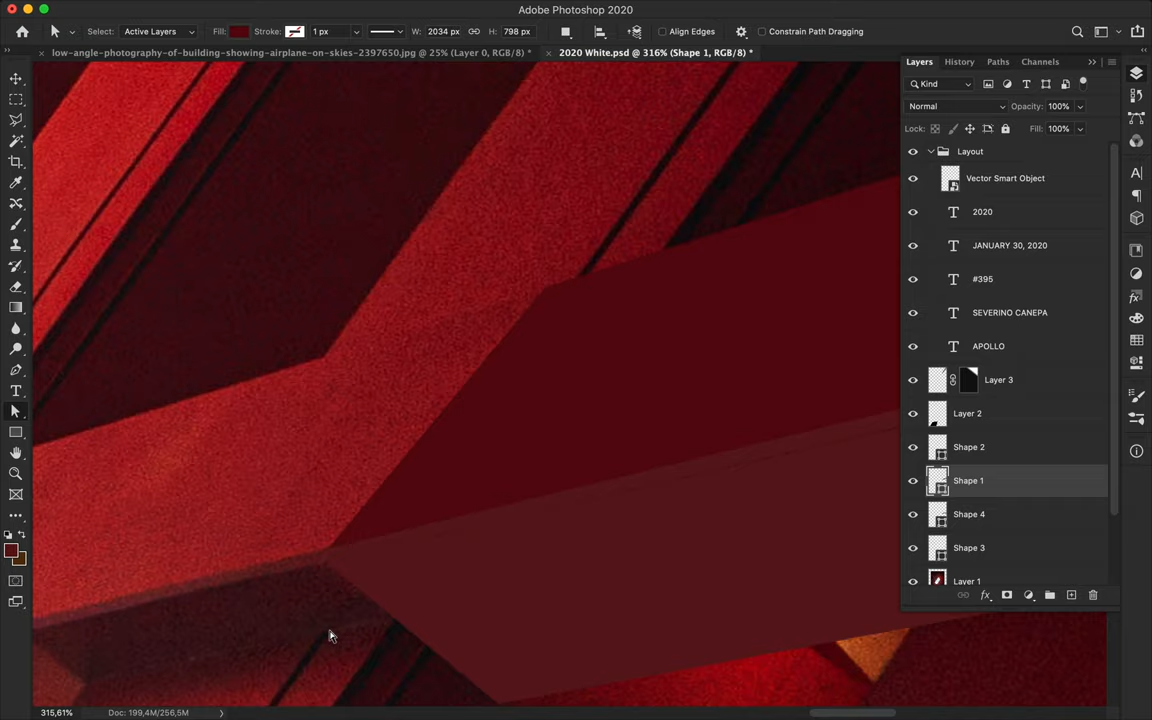 Adobe Photoshop 2020
Select: Active Layers Fill: Stroke: 1 px W: 2034 px H: 798 px Align Edges Constrain Path Dragging
low-angle-photography-of-building-showing-airplane-on-skies-2397650.jpg @ 25% (Layer 0, RGB/8) * 2020 White.psd @ 316% (Shape 1, RGB/8) *
Layers History Paths Channels
Kind
Normal Opacity: 100%
Lock: Fill: 100%
Layout
Vector Smart Object
2020
JANUARY 30, 2020
#395
SEVERINO CANEPA
APOLLO
Layer 3
Layer 2
Shape 2
Shape 1
Shape 4
Shape 3
Layer 1
315,61% Doc: 199,4M/256,5M